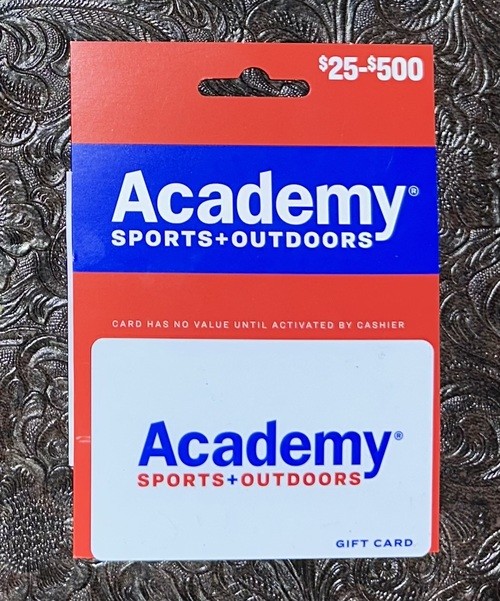 $25-$500
Academy®
SPORTS+OUTDOORS
CARD HAS NO VALUE UNTIL ACTIVATED BY CASHIER
Academy®
SPORTS+OUTDOORS
GIFT CARD